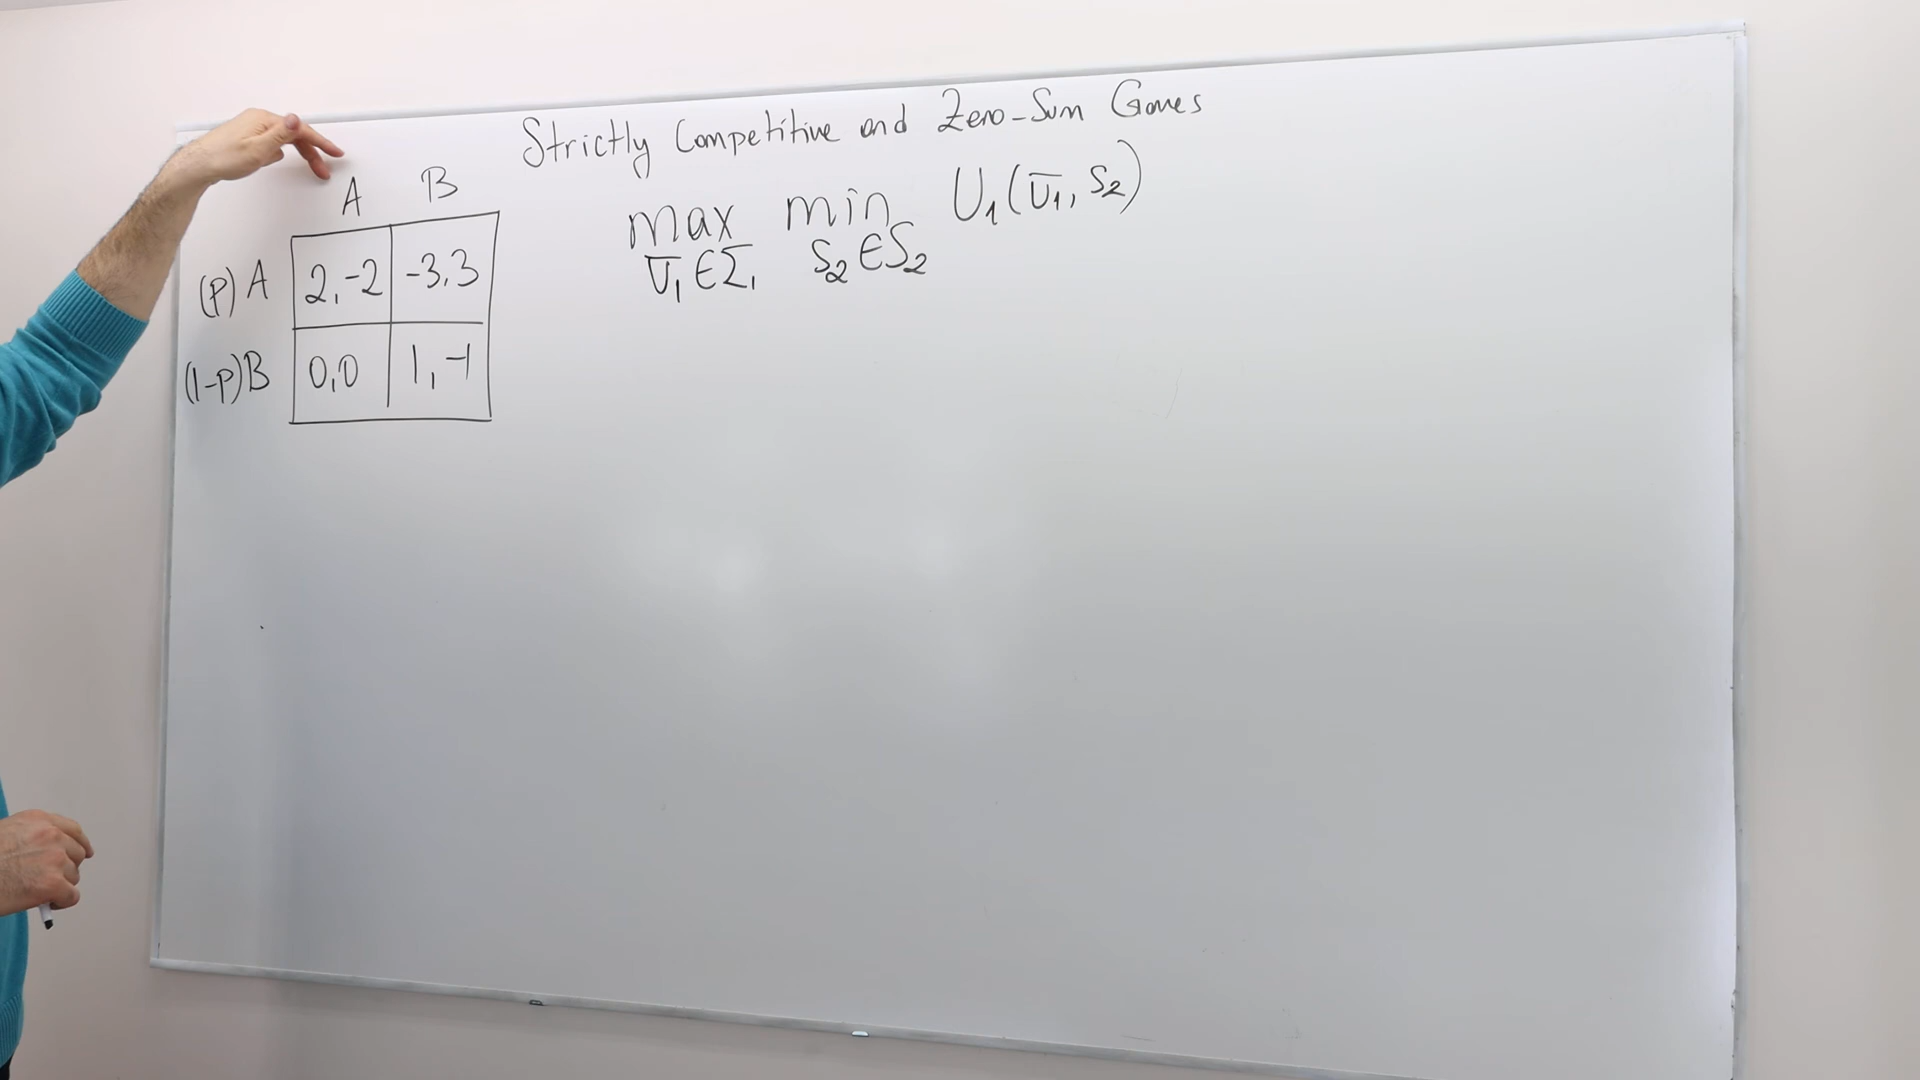 Strictly Competitive and Zero-Sum Games
A B
(P) A 2,-2 -3,3
(1-P) B 0,0 1,-1
max min U₁(σ₁, s₂)
σ₁∈Σ₁ s₂∈S₂